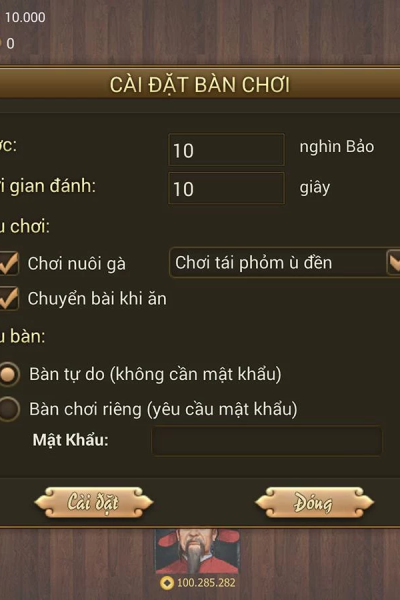 10.000
0
CÀI ĐẶT BÀN CHƠI
10 nghìn Bảo
gian đánh: 10 giây
chơi:
Chơi nuôi gà Chơi tái phỏm ù đền
Chuyển bài khi ăn
bàn:
Bàn tự do (không cần mật khẩu)
Bàn chơi riêng (yêu cầu mật khẩu)
Mật Khẩu:
Cài đặt Đóng
100.285.282